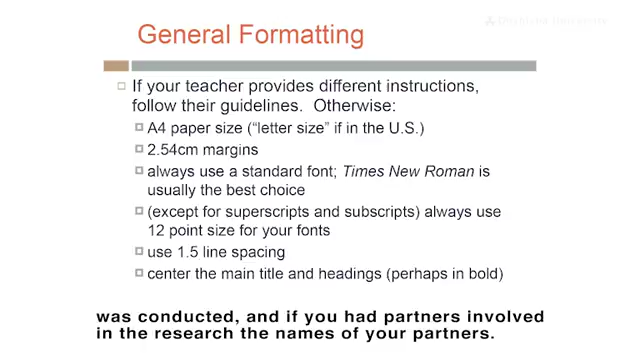 General Formatting
If your teacher provides different instructions,
follow their guidelines. Otherwise:
A4 paper size (“letter size” if in the U.S.)
2.54cm margins
always use a standard font; Times New Roman is
usually the best choice
(except for superscripts and subscripts) always use
12 point size for your fonts
use 1.5 line spacing
center the main title and headings (perhaps in bold)
was conducted, and if you had partners involved
in the research the names of your partners.